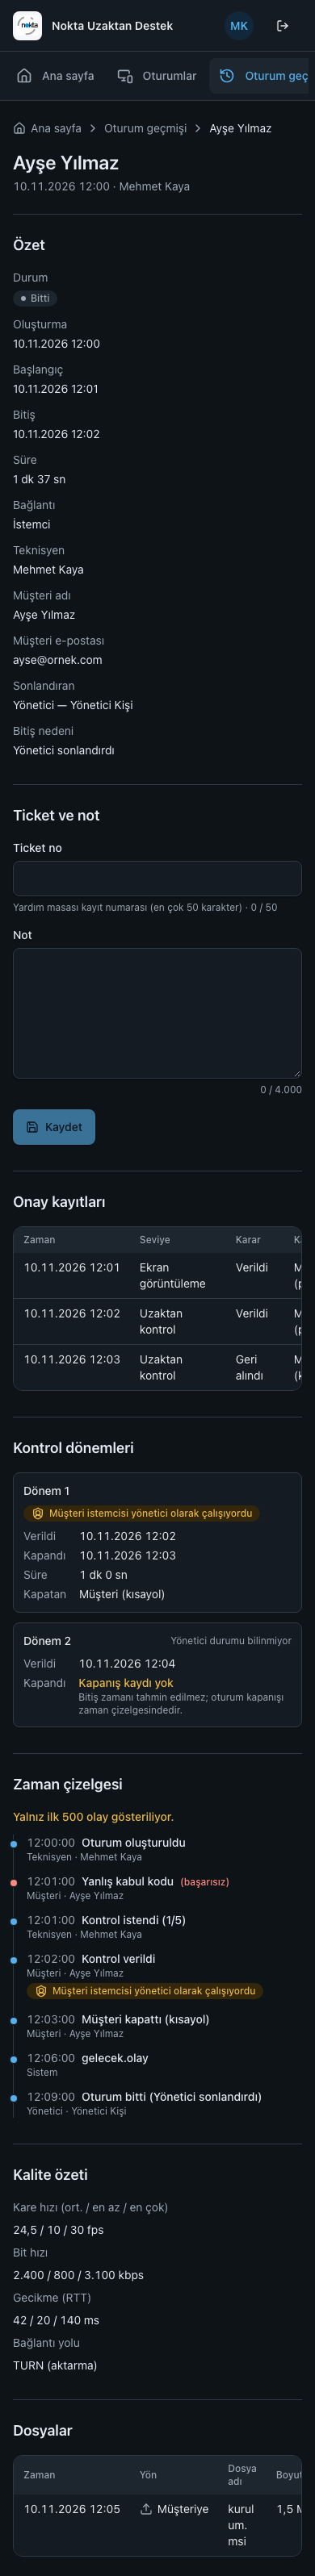 nokta
Nokta Uzaktan Destek
MK
Ana sayfa
Oturumlar
Oturum geç
Ana sayfa > Oturum geçmişi > Ayşe Yılmaz
Ayşe Yılmaz
10.11.2026 12:00 · Mehmet Kaya
Özet
Durum
Bitti
Oluşturma
10.11.2026 12:00
Başlangıç
10.11.2026 12:01
Bitiş
10.11.2026 12:02
Süre
1 dk 37 sn
Bağlantı
İstemci
Teknisyen
Mehmet Kaya
Müşteri adı
Ayşe Yılmaz
Müşteri e-postası
ayse@ornek.com
Sonlandıran
Yönetici — Yönetici Kişi
Bitiş nedeni
Yönetici sonlandırdı
Ticket ve not
Ticket no
Yardım masası kayıt numarası (en çok 50 karakter) · 0 / 50
Not
0 / 4.000
Kaydet
Onay kayıtları
Zaman Seviye Karar
10.11.2026 12:01 Ekran görüntüleme Verildi
10.11.2026 12:02 Uzaktan kontrol Verildi
10.11.2026 12:03 Uzaktan kontrol Geri alındı
Kontrol dönemleri
Dönem 1
Müşteri istemcisi yönetici olarak çalışıyordu
Verildi 10.11.2026 12:02
Kapandı 10.11.2026 12:03
Süre 1 dk 0 sn
Kapatan Müşteri (kısayol)
Dönem 2 Yönetici durumu bilinmiyor
Verildi 10.11.2026 12:04
Kapandı Kapanış kaydı yok
Bitiş zamanı tahmin edilmez; oturum kapanışı
zaman çizelgesindedir.
Zaman çizelgesi
Yalnız ilk 500 olay gösteriliyor.
12:00:00 Oturum oluşturuldu
Teknisyen · Mehmet Kaya
12:01:00 Yanlış kabul kodu (başarısız)
Müşteri · Ayşe Yılmaz
12:01:00 Kontrol istendi (1/5)
Teknisyen · Mehmet Kaya
12:02:00 Kontrol verildi
Müşteri · Ayşe Yılmaz
Müşteri istemcisi yönetici olarak çalışıyordu
12:03:00 Müşteri kapattı (kısayol)
Müşteri · Ayşe Yılmaz
12:06:00 gelecek.olay
Sistem
12:09:00 Oturum bitti (Yönetici sonlandırdı)
Yönetici · Yönetici Kişi
Kalite özeti
Kare hızı (ort. / en az / en çok)
24,5 / 10 / 30 fps
Bit hızı
2.400 / 800 / 3.100 kbps
Gecikme (RTT)
42 / 20 / 140 ms
Bağlantı yolu
TURN (aktarma)
Dosyalar
Zaman Yön Dosya adı Boyut
10.11.2026 12:05 Müşteriye kurulum.msi 1,5 M